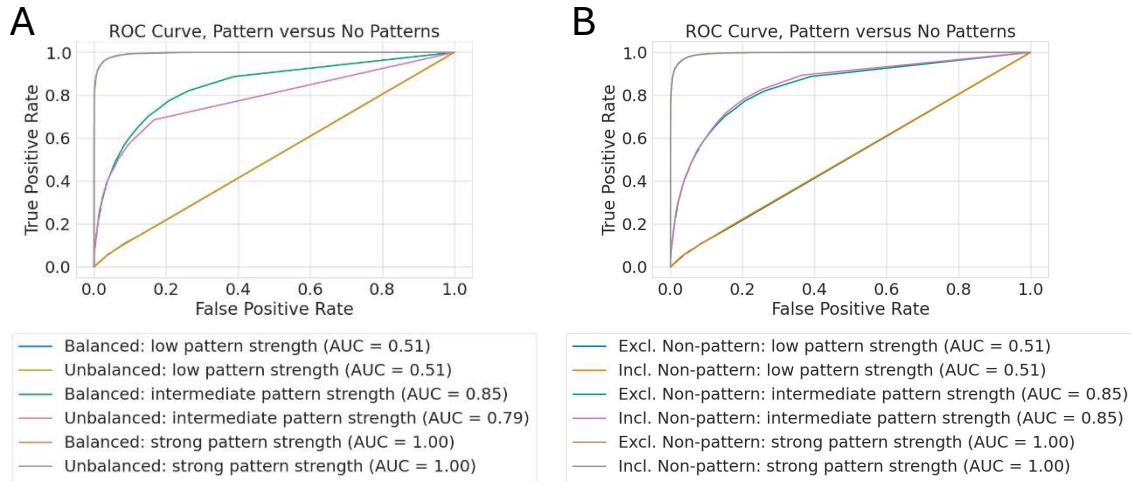 A
ROC Curve, Pattern versus No Patterns
1.0
0.8
0.6
0.4
0.2
0.0
True Positive Rate
0.0 0.2 0.4 0.6 0.8 1.0
False Positive Rate
Balanced: low pattern strength (AUC = 0.51)
Unbalanced: low pattern strength (AUC = 0.51)
Balanced: intermediate pattern strength (AUC = 0.85)
Unbalanced: intermediate pattern strength (AUC = 0.79)
Balanced: strong pattern strength (AUC = 1.00)
Unbalanced: strong pattern strength (AUC = 1.00)
B
ROC Curve, Pattern versus No Patterns
1.0
0.8
0.6
0.4
0.2
0.0
True Positive Rate
0.0 0.2 0.4 0.6 0.8 1.0
False Positive Rate
Excl. Non-pattern: low pattern strength (AUC = 0.51)
Incl. Non-pattern: low pattern strength (AUC = 0.51)
Excl. Non-pattern: intermediate pattern strength (AUC = 0.85)
Incl. Non-pattern: intermediate pattern strength (AUC = 0.85)
Excl. Non-pattern: strong pattern strength (AUC = 1.00)
Incl. Non-pattern: strong pattern strength (AUC = 1.00)